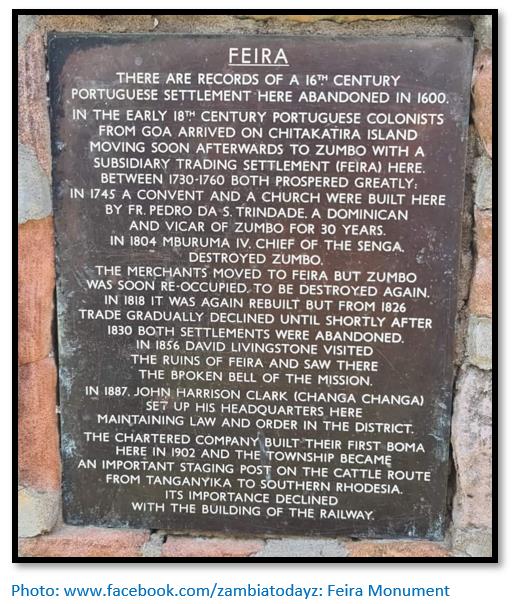 FEIRA
THERE ARE RECORDS OF A 16TH CENTURY
PORTUGUESE SETTLEMENT HERE ABANDONED IN 1600.
IN THE EARLY 18TH CENTURY PORTUGUESE COLONISTS
FROM GOA ARRIVED ON CHITAKATIRA ISLAND
MOVING SOON AFTERWARDS TO ZUMBO WITH A
SUBSIDIARY TRADING SETTLEMENT (FEIRA) HERE.
BETWEEN 1730-1760 BOTH PROSPERED GREATLY:
IN 1745 A CONVENT AND A CHURCH WERE BUILT HERE
BY FR. PEDRO DA S. TRINDADE. A DOMINICAN
AND VICAR OF ZUMBO FOR 30 YEARS.
IN 1804 MBURUMA IV. CHIEF OF THE SENGA.
DESTROYED ZUMBO.
THE MERCHANTS MOVED TO FEIRA BUT ZUMBO
WAS SOON RE-OCCUPIED. TO BE DESTROYED AGAIN.
IN 1818 IT WAS AGAIN REBUILT BUT FROM 1826
TRADE GRADUALLY DECLINED UNTIL SHORTLY AFTER
1830 BOTH SETTLEMENTS WERE ABANDONED.
IN 1856 DAVID LIVINGSTONE VISITED
THE RUINS OF FEIRA AND SAW THERE
THE BROKEN BELL OF THE MISSION.
IN 1887. JOHN HARRISON CLARK (CHANGA CHANGA)
SET UP HIS HEADQUARTERS HERE
MAINTAINING LAW AND ORDER IN THE DISTRICT.
THE CHARTERED COMPANY BUILT THEIR FIRST BOMA
HERE IN 1902 AND THE TOWNSHIP BECAME
AN IMPORTANT STAGING POST ON THE CATTLE ROUTE
FROM TANGANYIKA TO SOUTHERN RHODESIA.
ITS IMPORTANCE DECLINED
WITH THE BUILDING OF THE RAILWAY.
Photo: www.facebook.com/zambiatodayz: Feira Monument